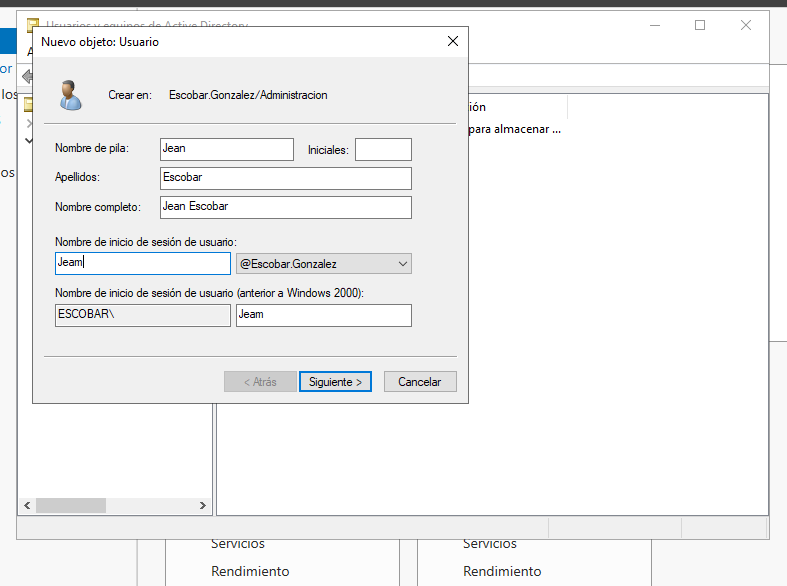 Usuarios y equipos de Active Directory
Nuevo objeto: Usuario
A
or
los
ión
Crear en: Escobar.Gonzalez/Administracion
para almacenar ...
Nombre de pila: Jean Iniciales:
os
Apellidos: Escobar
Nombre completo: Jean Escobar
Nombre de inicio de sesión de usuario:
Jeam @Escobar.Gonzalez
Nombre de inicio de sesión de usuario (anterior a Windows 2000):
ESCOBAR\ Jeam
< Atrás Siguiente > Cancelar
Servicios Servicios
Rendimiento Rendimiento